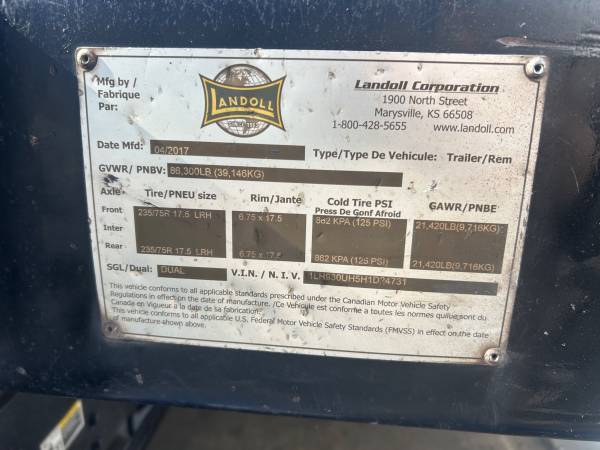 Mfg by /
Fabrique
Par:
LANDOLL
Landoll Corporation
1900 North Street
Marysville, KS 66508
1-800-428-5655 www.landoll.com
Date Mfd: 04/2017 Type/Type De Vehicule: Trailer/Rem
GVWR/ PNBV: 86,300LB (39,146KG)
Axle Tire/PNEU size Rim/Jante Cold Tire PSI GAWR/PNBE
Press De Gonf Afroid
Front 235/75R 17.5 LRH 6.75 x 17.5 862 KPA (125 PSI) 21,420LB(9,716KG)
Inter
Rear 235/75R 17.5 LRH 6.75 x 17.5 862 KPA (125 PSI) 21,420LB(9,716KG)
SGL/Dual: DUAL V.I.N. / N. I.V.
This vehicle conforms to all applicable standards prescribed under the Canadian Motor Vehicle Safety
Regulations in effect on the date of manufacture. /Ce Vehicule est conforme a toutes les normes quilue sont du
Canada en Vigueur a la date de sa fabrication.
This vehicle conforms to all applicable U.S. Federal Motor Vehicle Safety Standards (FMVSS) in effect on the date
of manufacture shown above.